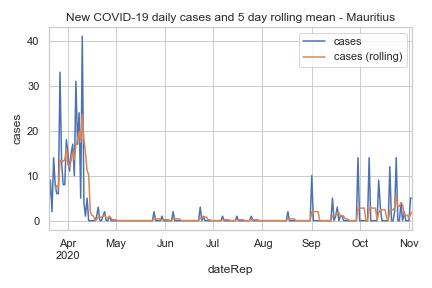 New COVID-19 daily cases and 5 day rolling mean - Mauritius
cases
cases (rolling)
40
30
20
10
0
cases
Apr May Jun Jul Aug Sep Oct Nov
2020
dateRep